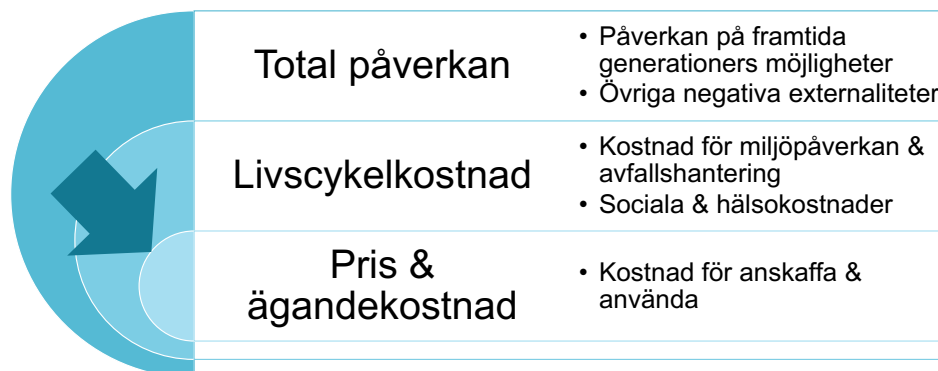 Total påverkan
• Påverkan på framtida
generationers möjligheter
• Övriga negativa externaliteter
Livscykelkostnad
• Kostnad för miljöpåverkan &
avfallshantering
• Sociala & hälsokostnader
Pris &
ägandekostnad
• Kostnad för anskaffa &
använda